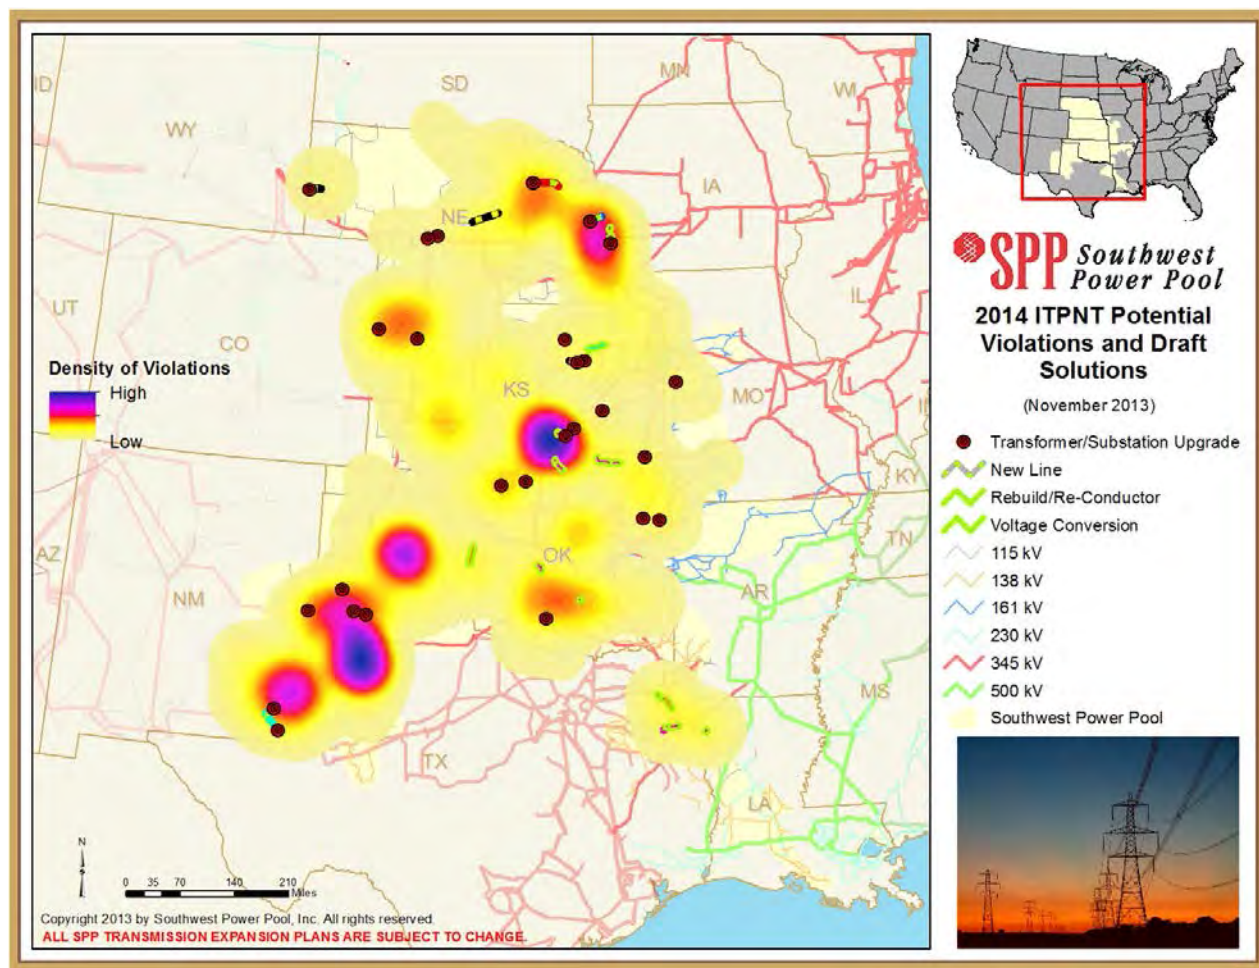 SD
MN
WI
ID
WY
IA
NE
IL
UT
CO
KS
MO
KY
OK
TN
AZ
NM
AR
MS
TX
LA
Density of Violations
High
Low
N
S
0 35 70 140 210
Miles
Copyright 2013 by Southwest Power Pool, Inc. All rights reserved.
ALL SPP TRANSMISSION EXPANSION PLANS ARE SUBJECT TO CHANGE.
SPP Southwest
Power Pool
2014 ITPNT Potential
Violations and Draft
Solutions
(November 2013)
Transformer/Substation Upgrade
New Line
Rebuild/Re-Conductor
Voltage Conversion
115 kV
138 kV
161 kV
230 kV
345 kV
500 kV
Southwest Power Pool